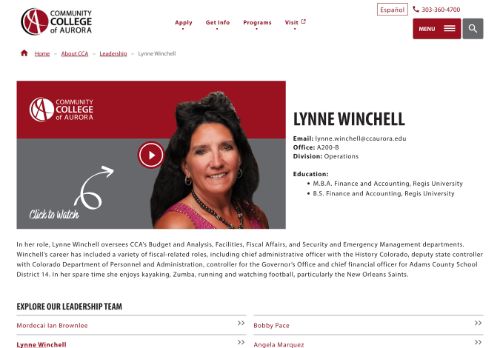 COMMUNITY
COLLEGE
of AURORA
Apply
Get Info
Programs
Visit
Español
303-360-4700
MENU
Home
About CCA
Leadership
Lynne Winchell
COMMUNITY
COLLEGE
of AURORA
Click to Watch
LYNNE WINCHELL
Email: lynne.winchell@ccaurora.edu
Office: A200-B
Division: Operations
Education:
• M.B.A. Finance and Accounting, Regis University
• B.S. Finance and Accounting, Regis University
In her role, Lynne Winchell oversees CCA's Budget and Analysis, Facilities, Fiscal Affairs, and Security and Emergency Management departments.
Winchell's career has included a variety of fiscal-related roles, including chief administrative officer with the History Colorado, deputy state controller
with Colorado Department of Personnel and Administration, controller for the Governor's Office and chief financial officer for Adams County School
District 14. In her spare time she enjoys kayaking, Zumba, running and watching football, particularly the New Orleans Saints.
EXPLORE OUR LEADERSHIP TEAM
Mordecai Ian Brownlee >>
Bobby Pace >>
Lynne Winchell >>
Angela Marquez >>